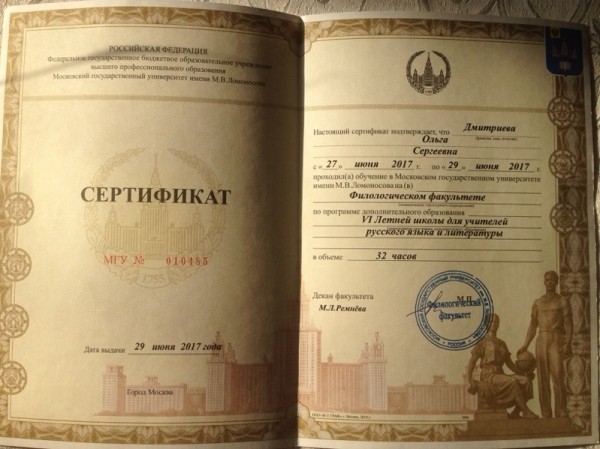 РОССИЙСКАЯ ФЕДЕРАЦИЯ
Федеральное государственное бюджетное образовательное учреждение
высшего профессионального образования
Московский государственный университет имени М.В.Ломоносова
СЕРТИФИКАТ
МГУ № 010485
1755
Дата выдачи 29 июня 2017 года
Город Москва
Настоящий сертификат подтверждает, что Дмитриева
Ольга
Сергеевна
с «27» июня 2017 г. по «29» июня 2017 г.
проходил(а) обучение в Московском государственном университете
имени М.В.Ломоносова на (в)
Филологическом факультете
по программе дополнительного образования
VI Летней школы для учителей
русского языка и литературы
в объеме 32 часов
Декан факультета
М.Л.Ремнёва
М.П.
Филологический
факультет